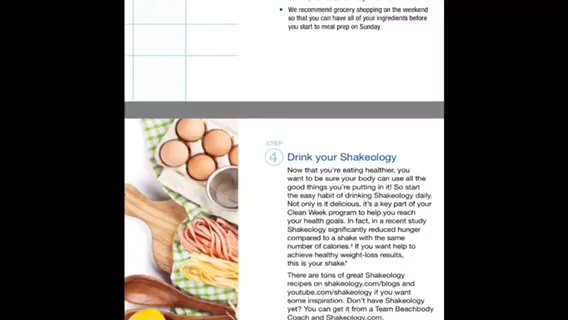 • We recommend grocery shopping on the weekend
so that you can have all of your ingredients before
you start to meal prep on Sunday.
STEP
4 Drink your Shakeology
Now that you're eating healthier, you
want to be sure your body can use all the
good things you're putting in it! So start
the easy habit of drinking Shakeology daily.
Not only is it delicious, it's a key part of your
Clean Week program to help you reach
your health goals. In fact, in a recent study
Shakeology significantly reduced hunger
compared to a shake with the same
number of calories.† If you want help to
achieve healthy weight-loss results,
this is your shake.*
There are tons of great Shakeology
recipes on shakeology.com/blogs and
youtube.com/shakeology if you want
some inspiration. Don't have Shakeology
yet? You can get it from a Team Beachbody
Coach and Shakeology.com.